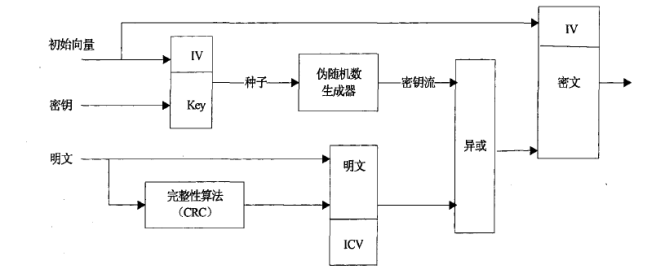 初始向量
IV
IV
密钥
Key
种子
伪随机数
生成器
密钥流
密文
异或
明文
明文
完整性算法
（CRC）
ICV